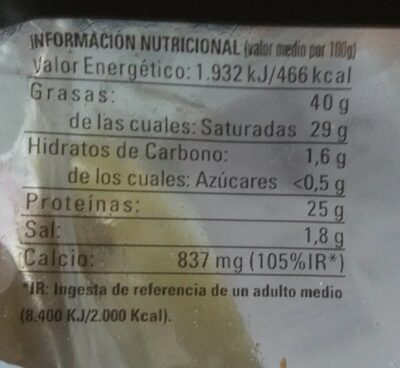 INFORMACIÓN NUTRICIONAL (valor medio por 100g)
Valor Energético: 1.932 kJ/466 kcal
Grasas: 40 g
de las cuales: Saturadas 29 g
Hidratos de Carbono: 1,6 g
de los cuales: Azúcares <0,5 g
Proteínas: 25 g
Sal: 1,8 g
Calcio: 837 mg (105%IR*)
*IR: Ingesta de referencia de un adulto medio
(8.400 KJ/2.000 Kcal).